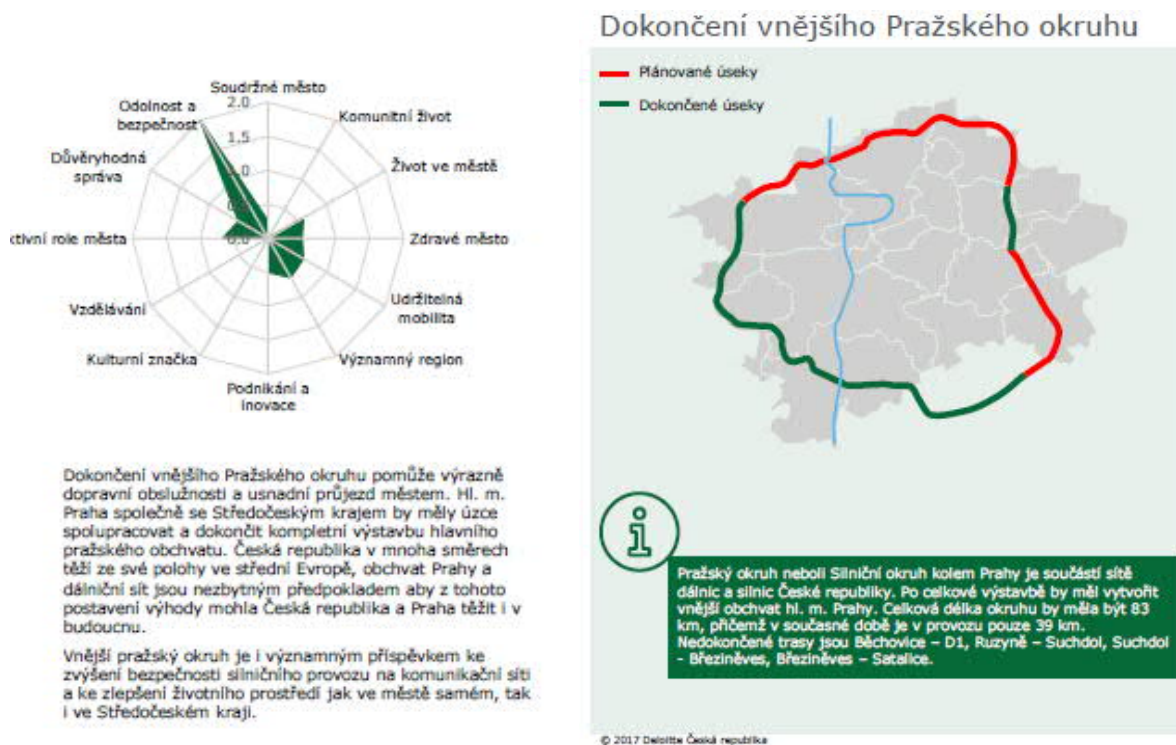 Dokončení vnějšího Pražského okruhu
Plánované úseky
Dokončené úseky
Soudržné město
2.0
1.5
Komunitní život
Život ve městě
Zdravé město
Udržitelná
mobilita
Významný region
Podnikání a
inovace
Kulturní značka
Vzdělávání
ktivní role města
Důvěryhodná
správa
Odolnost a
bezpečnost
Dokončení vnějšího Pražského okruhu pomůže výrazně
dopravní obslužnosti a usnadní průjezd městem. Hl. m.
Praha společně se Středočeským krajem by měly úzce
spolupracovat a dokončit kompletní výstavbu hlavního
pražského obchvatu. Česká republika v mnoha směrech
těží ze své polohy ve střední Evropě, obchvat Prahy a
dálniční sít jsou nezbytným předpokladem aby z tohoto
postavení výhody mohla Česká republika a Praha těžit i v
budoucnu.
Vnější pražský okruh je i významným příspěvkem ke
zvýšení bezpečnosti silničního provozu na komunikační síti
a ke zlepšení životního prostředí jak ve městě samém, tak
i ve Středočeském kraji.
Pražský okruh neboli Silniční okruh kolem Prahy je součástí sítě
dálnic a silnic České republiky. Po celkové výstavbě by měl vytvořit
vnější obchvat hl. m. Prahy. Celková délka okruhu by měla být 83
km, přičemž v současné době je v provozu pouze 39 km.
Nedokončené trasy jsou Běchovice – D1, Ruzyně – Suchdol, Suchdol
- Březiněves, Březiněves – Satalice.
© 2017 Deloitte Česká republika